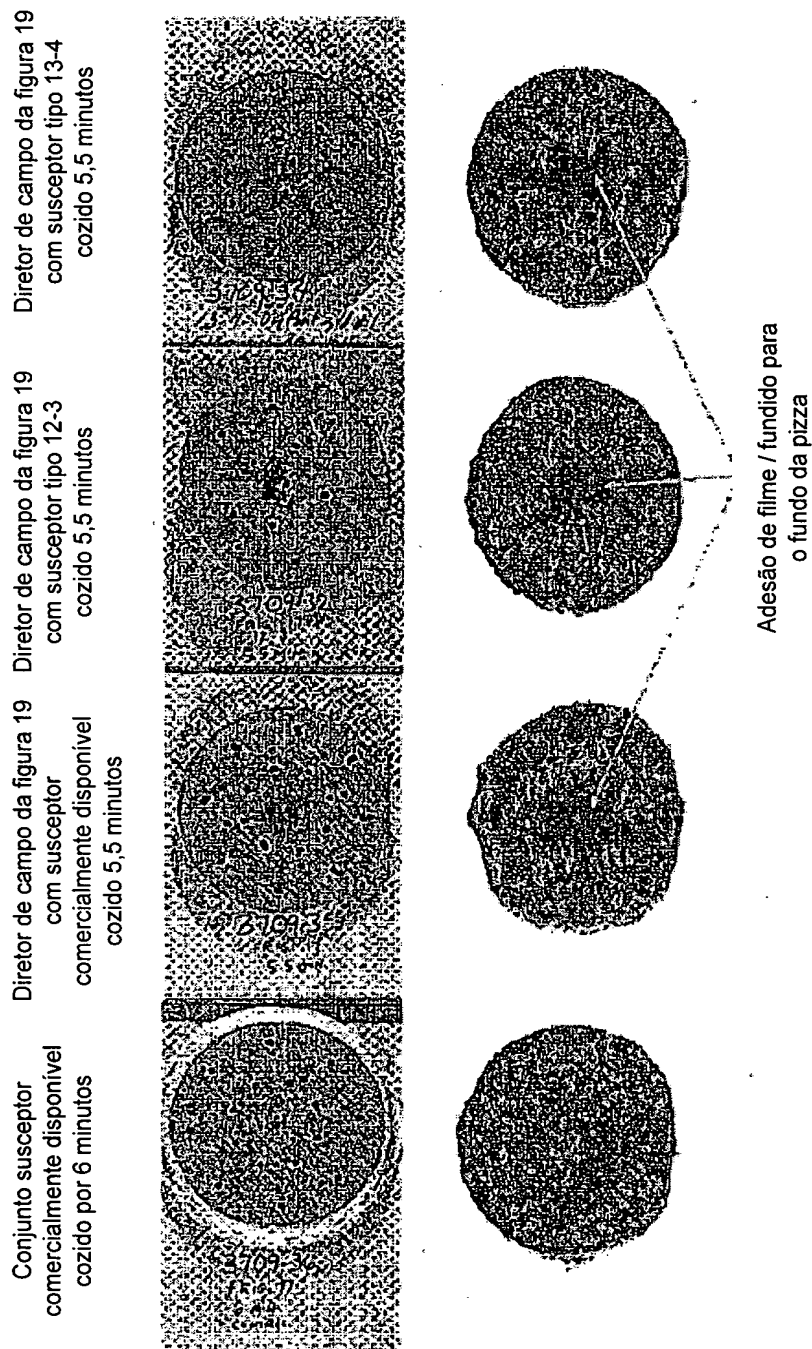 Conjunto susceptor
comercialmente disponível
cozido por 6 minutos
Diretor de campo da figura 19
com susceptor
comercialmente disponível
cozido 5,5 minutos
Diretor de campo da figura 19
com susceptor tipo 12-3
cozido 5,5 minutos
Diretor de campo da figura 19
com susceptor tipo 13-4
cozido 5,5 minutos
3709-36
Adesão de filme / fundido para
o fundo da pizza